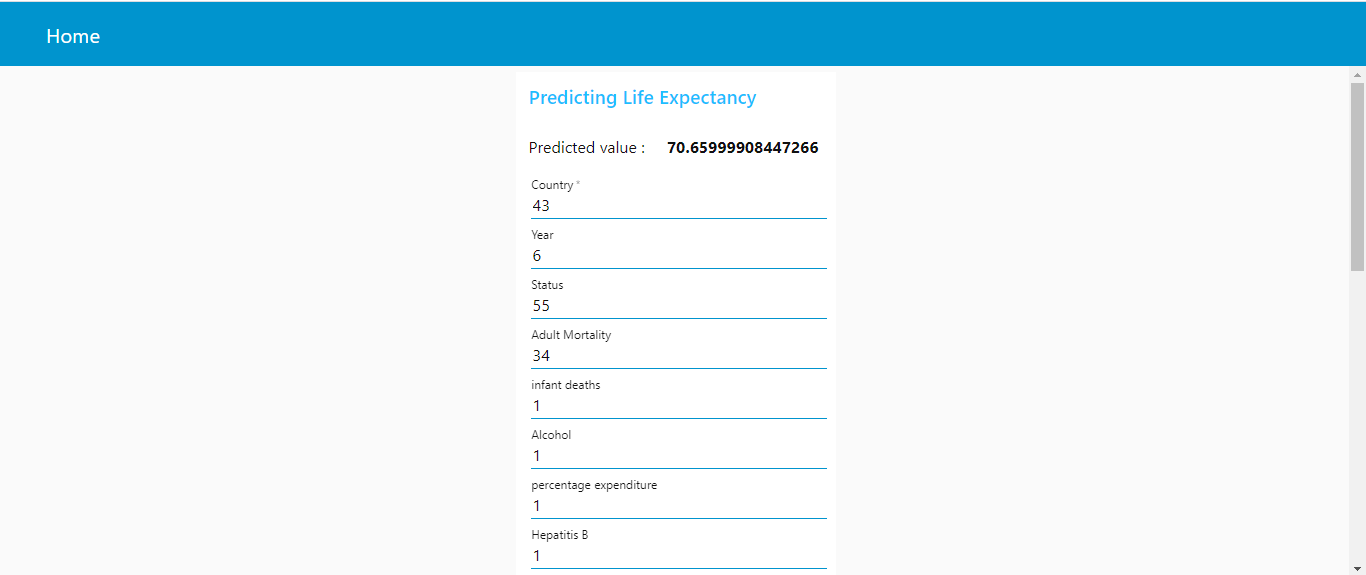 Home
Predicting Life Expectancy
Predicted value : 70.65999908447266
Country *
43
Year
6
Status
55
Adult Mortality
34
infant deaths
1
Alcohol
1
percentage expenditure
1
Hepatitis B
1